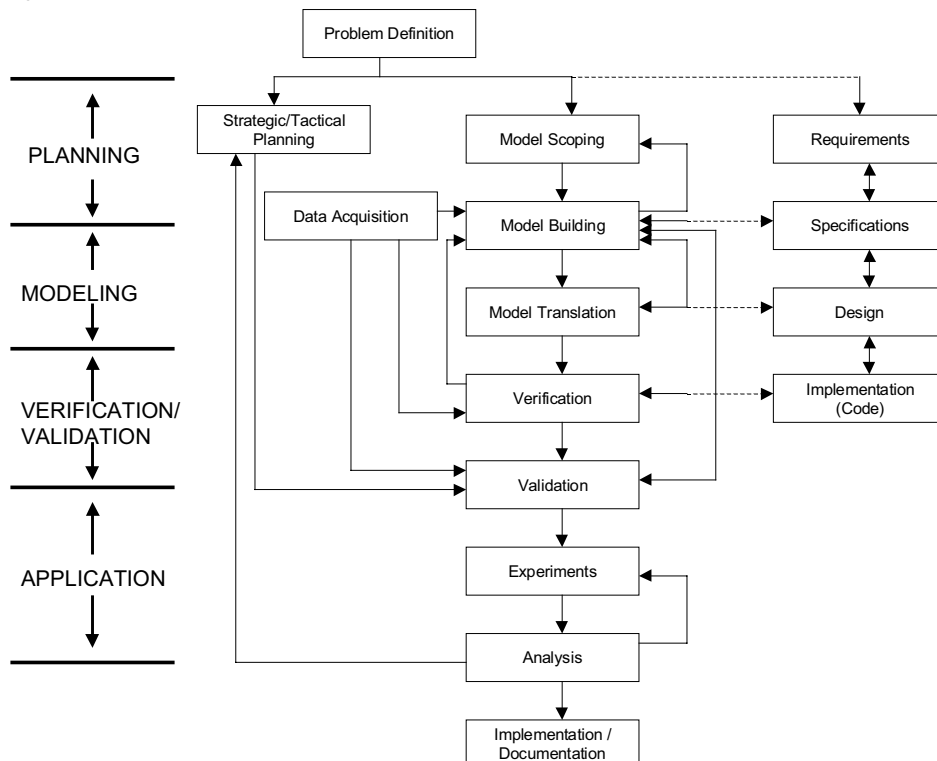 Problem Definition
PLANNING
Strategic/Tactical
Planning
Model Scoping
Requirements
Data Acquisition
Model Building
Specifications
MODELING
Model Translation
Design
VERIFICATION/
VALIDATION
Verification
Implementation
(Code)
Validation
APPLICATION
Experiments
Analysis
Implementation /
Documentation